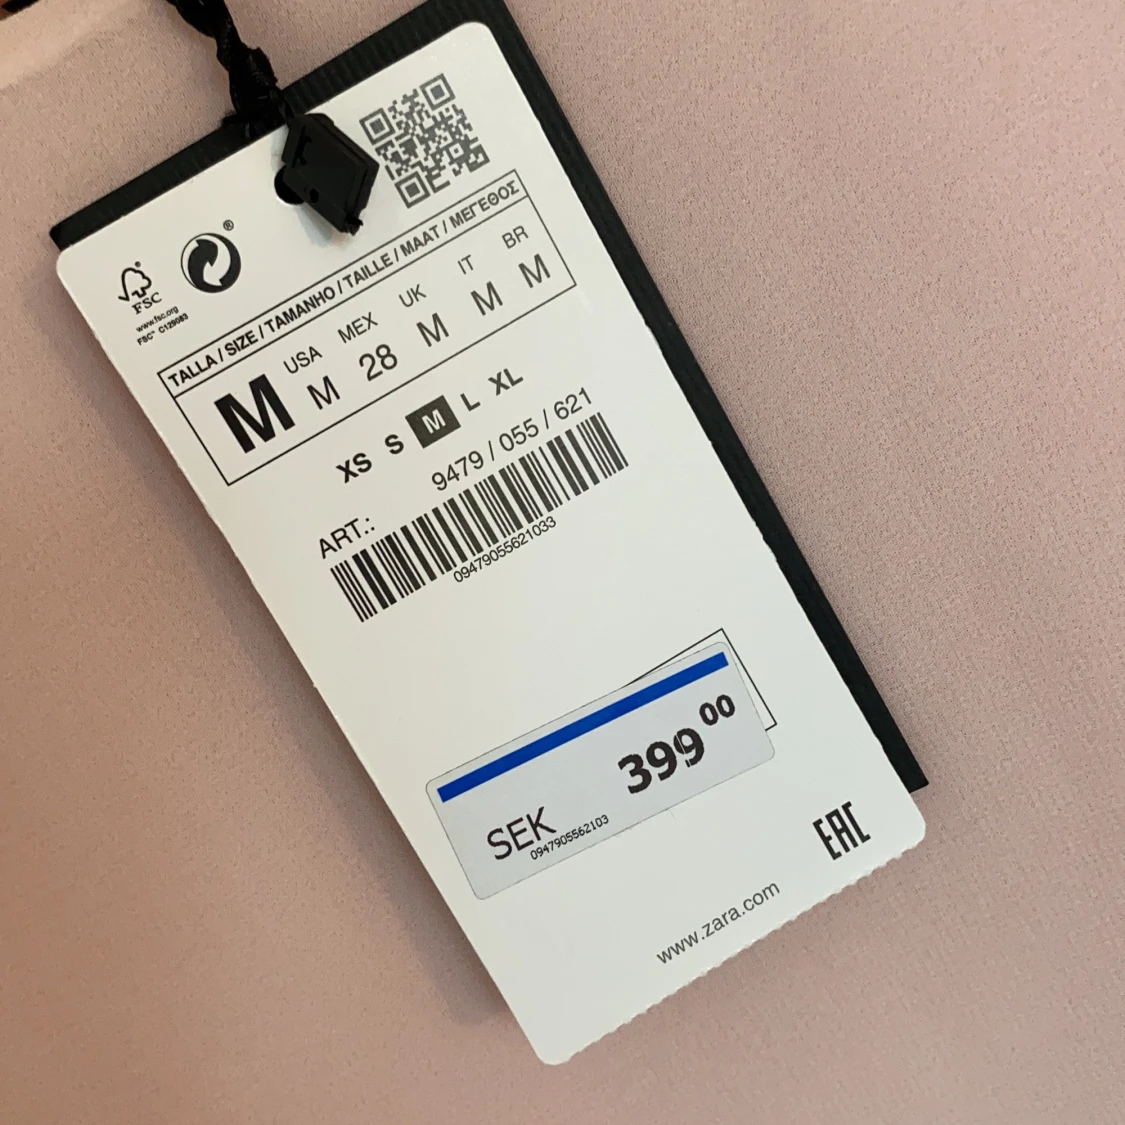 FSC
www.fsc.org
FSC™ C129083
®
TALLA / SIZE / TAMANHO / TAILLE / MAAT / ΜΕΓΕΘΟΣ
USA MEX UK IT BR
M M 28 M M M
XS S M L XL
ART.: 9479 / 055 / 621
09479055621033
399 00
SEK
0947905562103
EAC
www.zara.com